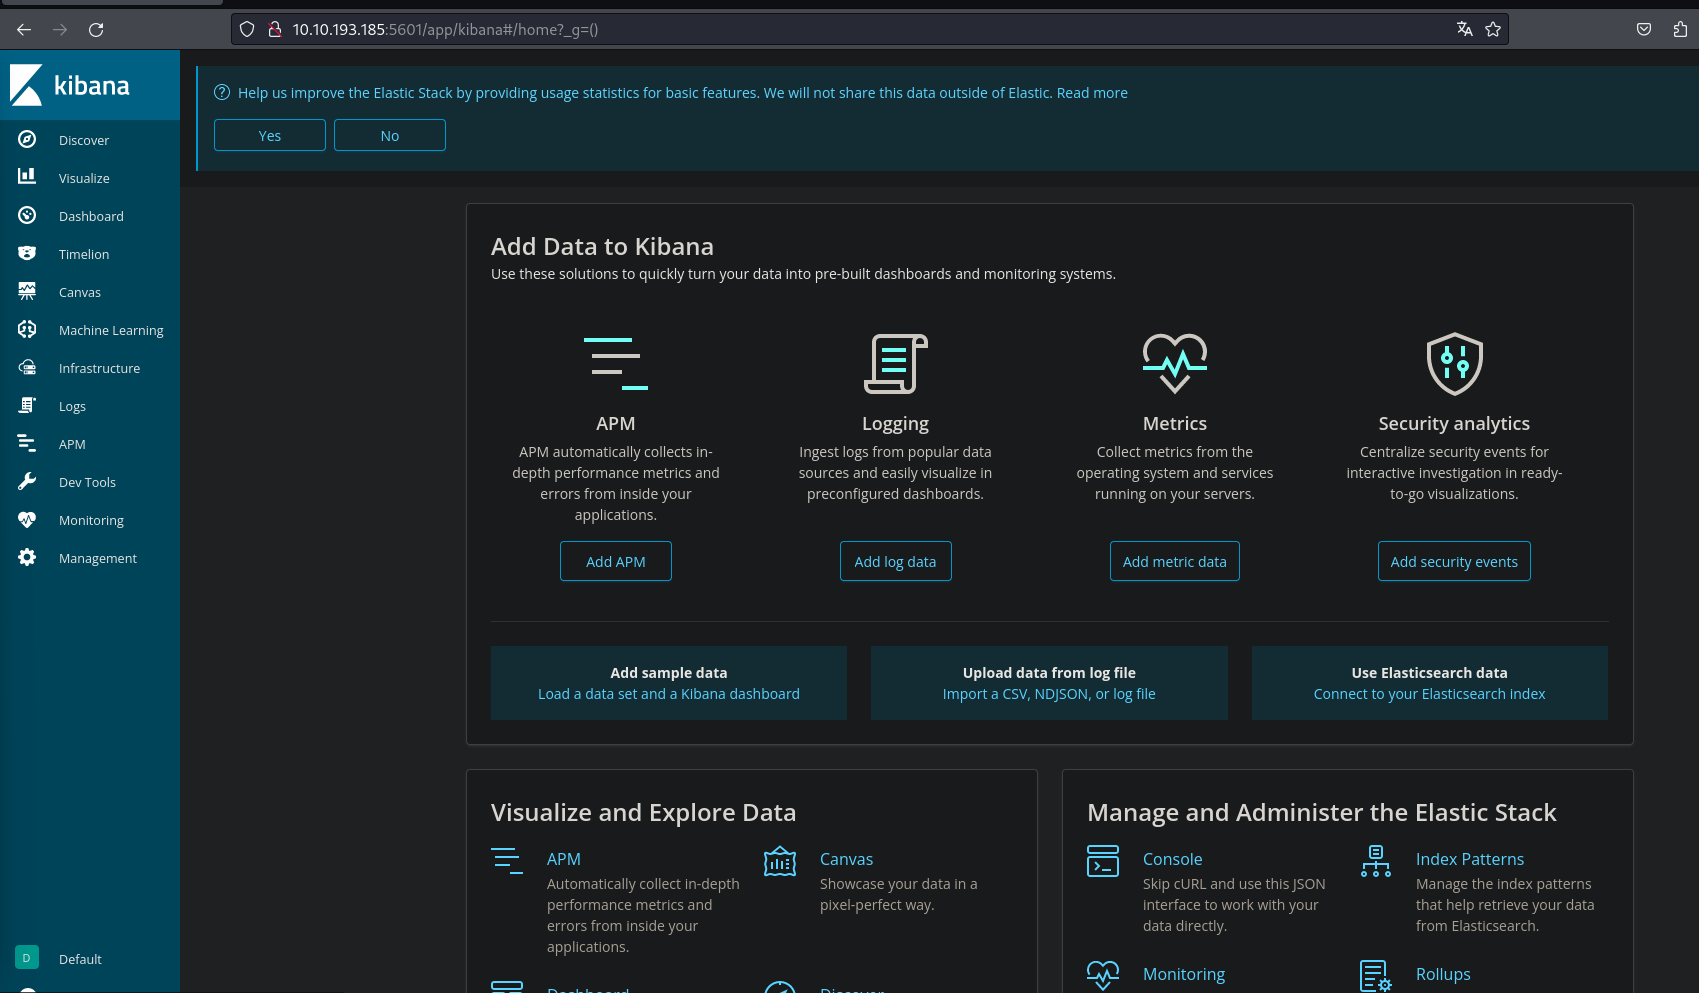 10.10.193.185:5601/app/kibana#/home?_g=()
kibana
Discover
Visualize
Dashboard
Timelion
Canvas
Machine Learning
Infrastructure
Logs
APM
Dev Tools
Monitoring
Management
D
Default
Help us improve the Elastic Stack by providing usage statistics for basic features. We will not share this data outside of Elastic. Read more
Yes
No
Add Data to Kibana
Use these solutions to quickly turn your data into pre-built dashboards and monitoring systems.
APM
APM automatically collects in-
depth performance metrics and
errors from inside your
applications.
Add APM
Logging
Ingest logs from popular data
sources and easily visualize in
preconfigured dashboards.
Add log data
Metrics
Collect metrics from the
operating system and services
running on your servers.
Add metric data
Security analytics
Centralize security events for
interactive investigation in ready-
to-go visualizations.
Add security events
Add sample data
Load a data set and a Kibana dashboard
Upload data from log file
Import a CSV, NDJSON, or log file
Use Elasticsearch data
Connect to your Elasticsearch index
Visualize and Explore Data
APM
Automatically collect in-depth
performance metrics and
errors from inside your
applications.
Canvas
Showcase your data in a
pixel-perfect way.
Dashboard
Discover
Manage and Administer the Elastic Stack
Console
Skip cURL and use this JSON
interface to work with your
data directly.
Index Patterns
Manage the index patterns
that help retrieve your data
from Elasticsearch.
Monitoring
Rollups